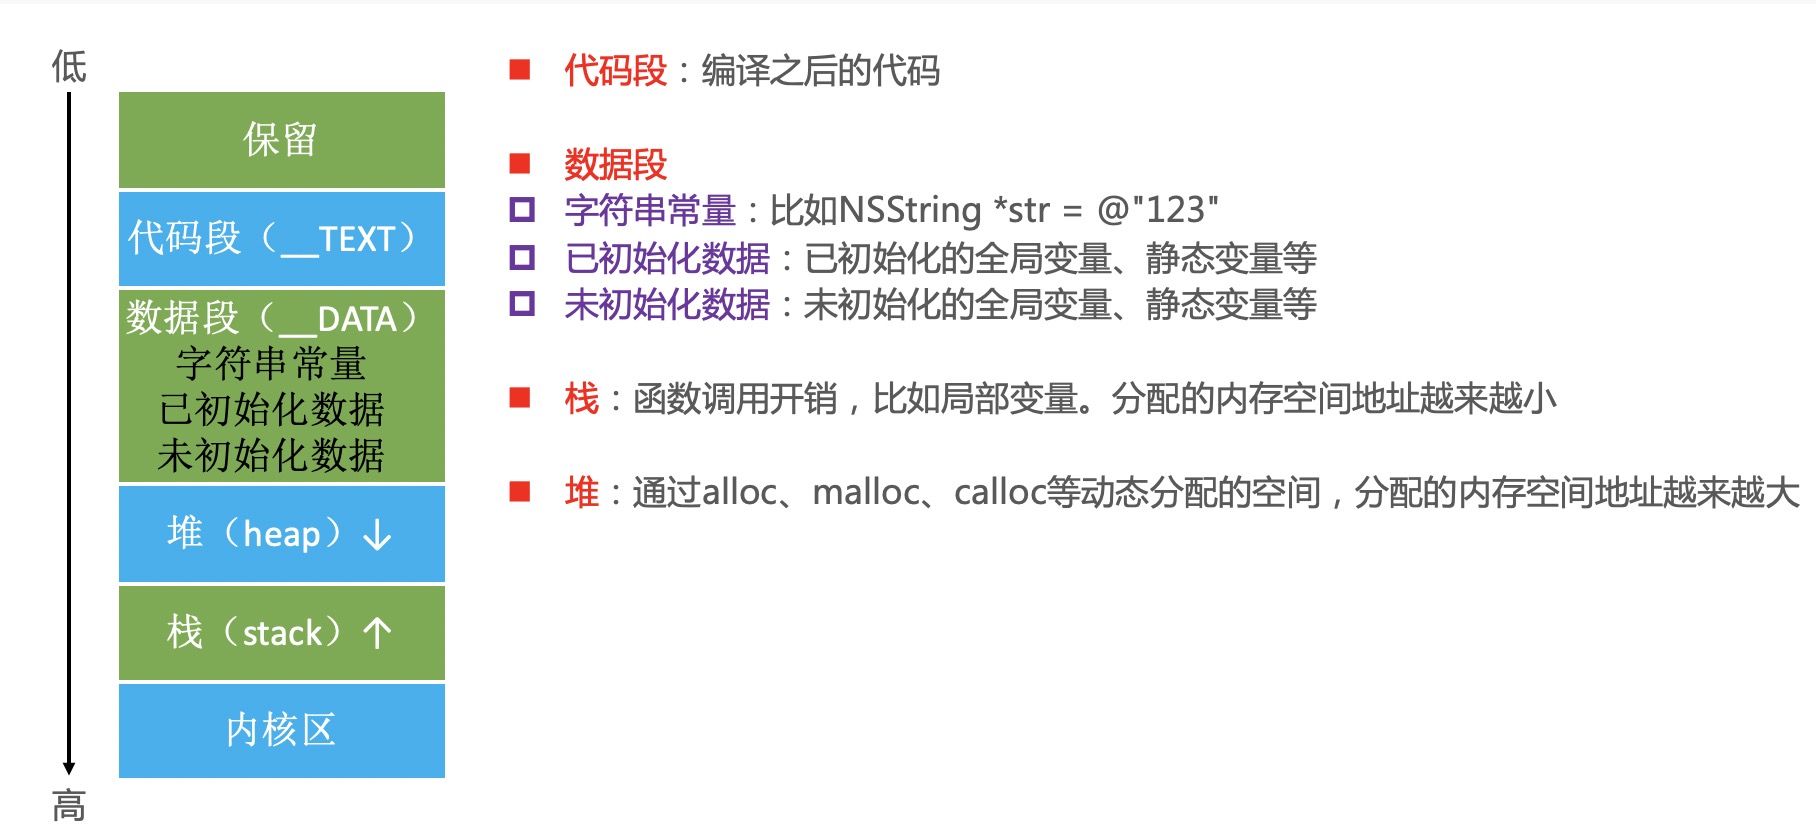 低
保留
代码段（__TEXT）
数据段（__DATA）
字符串常量
已初始化数据
未初始化数据
堆（heap）↓
栈（stack）↑
内核区
高
代码段：编译之后的代码
数据段
字符串常量：比如NSString *str = @"123"
已初始化数据：已初始化的全局变量、静态变量等
未初始化数据：未初始化的全局变量、静态变量等
栈：函数调用开销，比如局部变量。分配的内存空间地址越来越小
堆：通过alloc、malloc、calloc等动态分配的空间，分配的内存空间地址越来越大